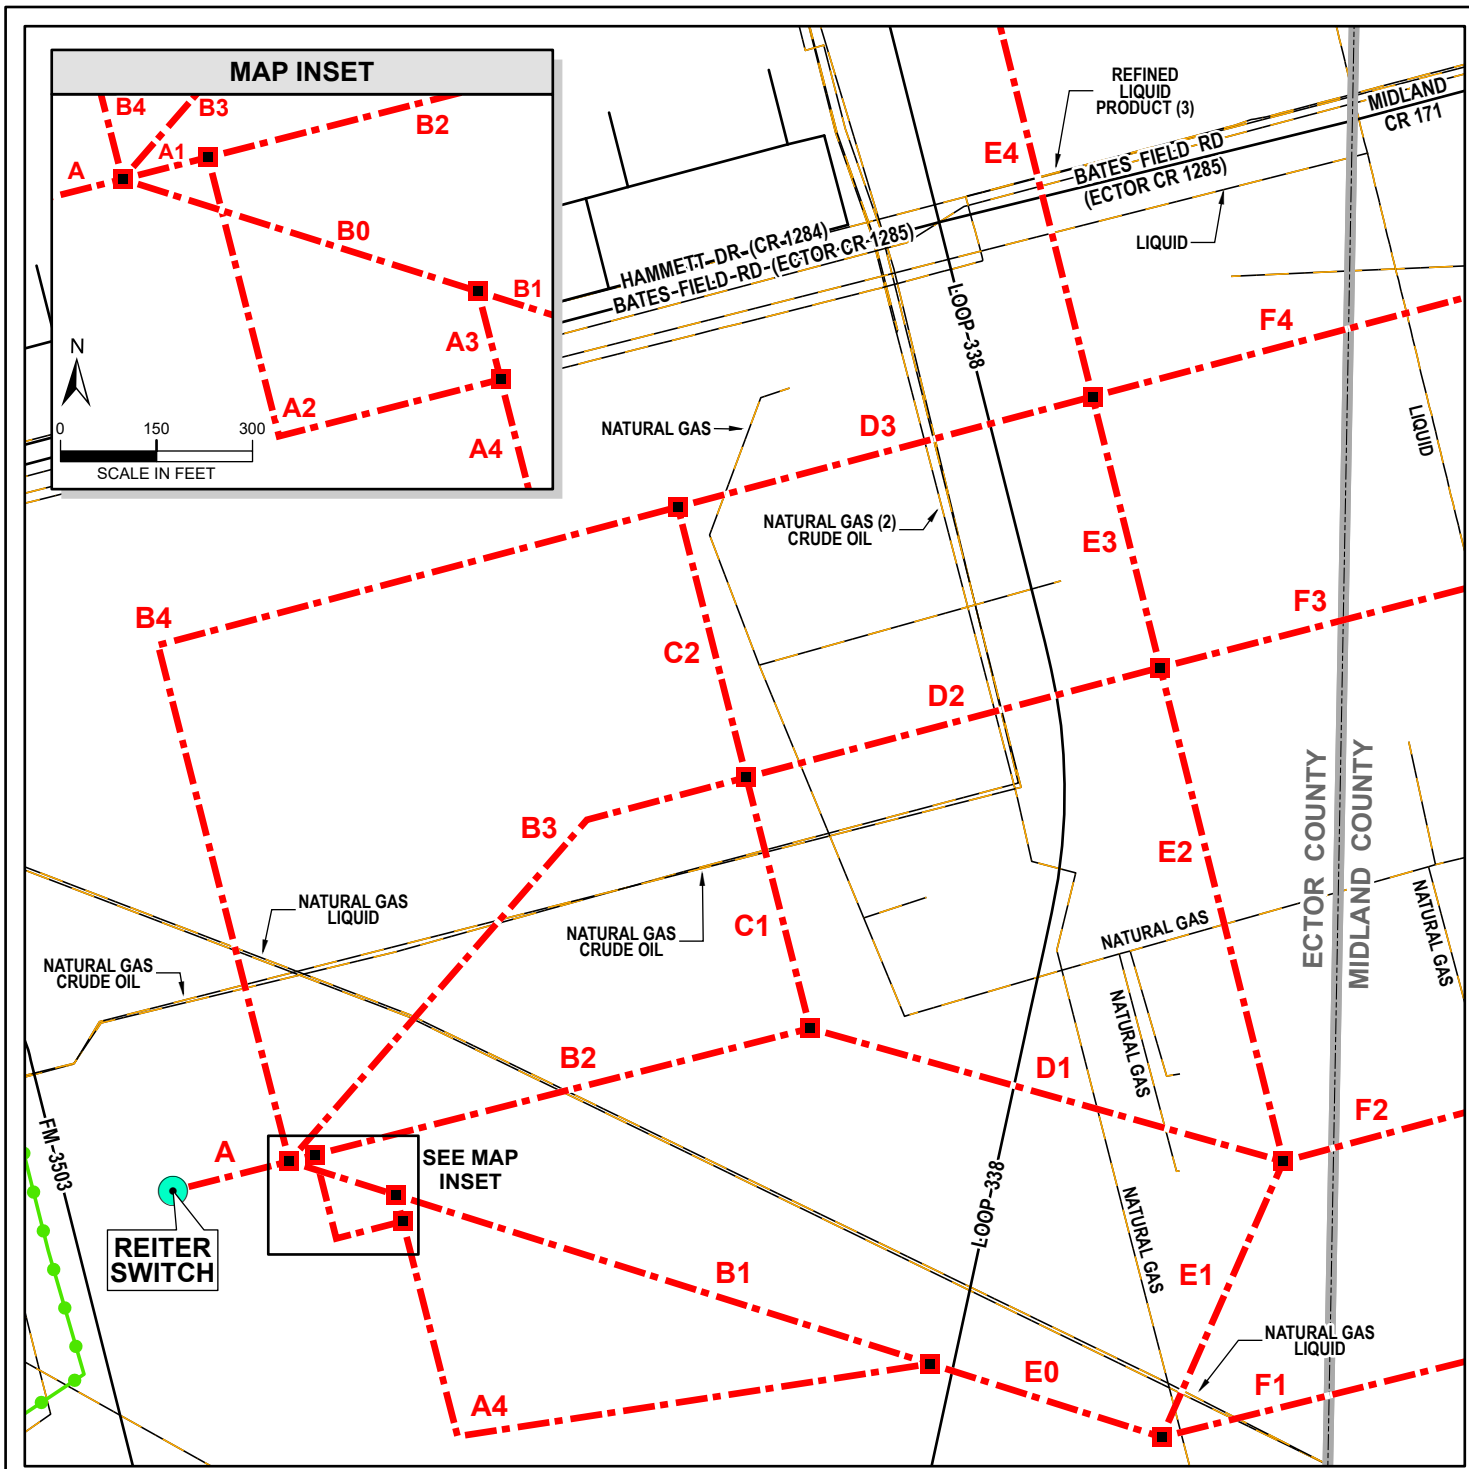 MAP INSET
B4
B3
B2
A
A1
B0
B1
A3
A2
A4
N
0 150 300
SCALE IN FEET
REFINED
LIQUID
PRODUCT (3)
MIDLAND
CR 171
E4
BATES FIELD RD
(ECTOR CR 1285)
LIQUID
HAMMETT DR (CR 1284)
BATES FIELD RD (ECTOR CR 1285)
LOOP 338
F4
LIQUID
NATURAL GAS
D3
NATURAL GAS (2)
CRUDE OIL
E3
F3
B4
C2
D2
ECTOR COUNTY
MIDLAND COUNTY
B3
E2
NATURAL GAS
LIQUID
NATURAL GAS
CRUDE OIL
C1
NATURAL GAS
NATURAL GAS
NATURAL GAS
CRUDE OIL
NATURAL GAS
B2
D1
F2
FM 3503
A
SEE MAP
INSET
LOOP 338
NATURAL GAS
REITER
SWITCH
B1
E1
NATURAL GAS
LIQUID
E0
F1
A4